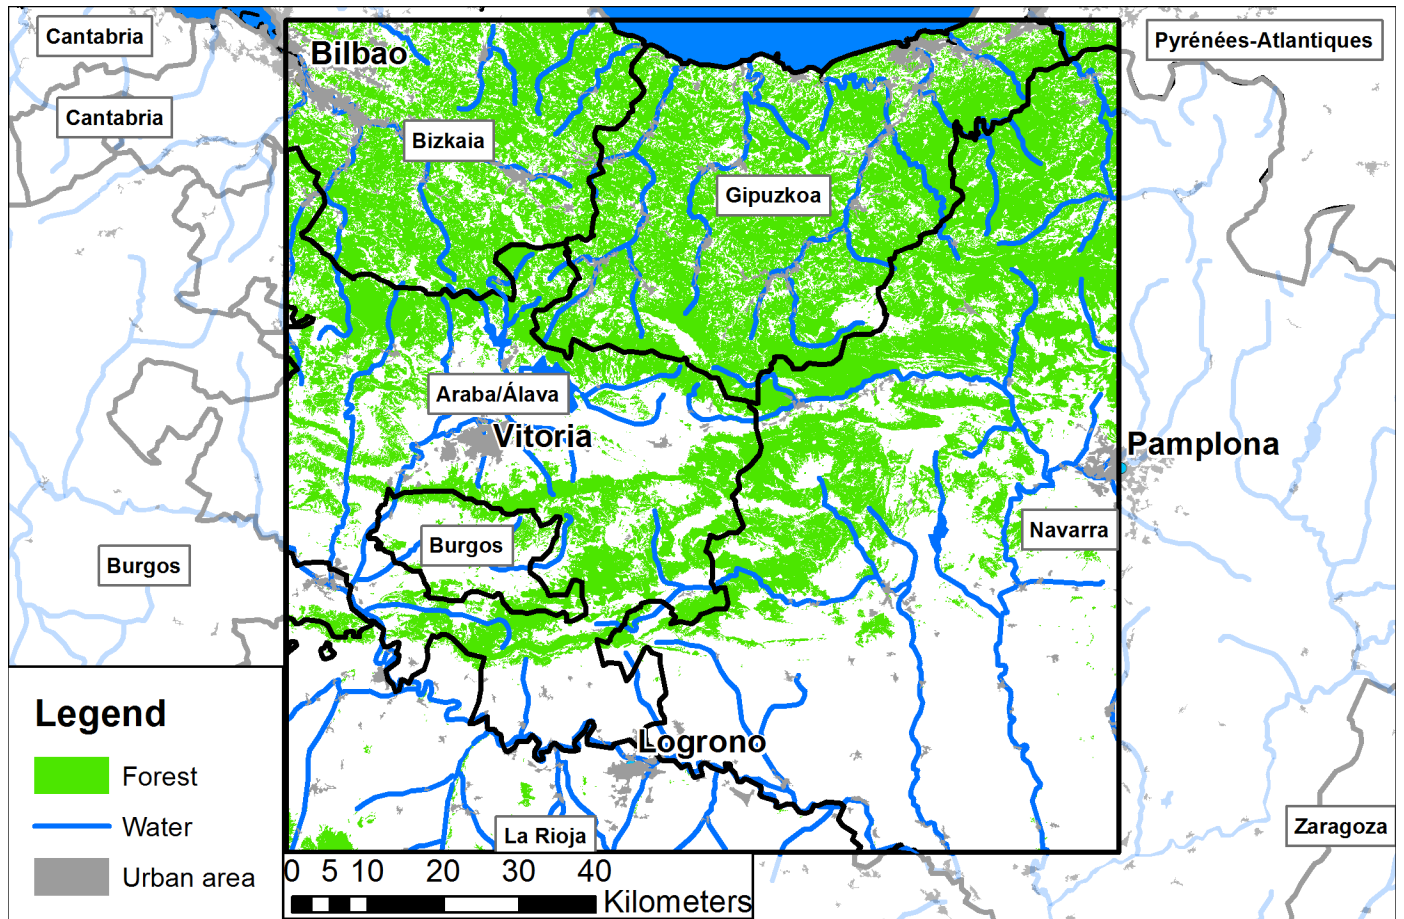 Cantabria
Bilbao
Pyrénées-Atlantiques
Cantabria
Bizkaia
Gipuzkoa
Araba/Álava
Vitoria
Pamplona
Burgos
Navarra
Burgos
Legend
Forest
Water
Urban area
Logrono
La Rioja
Zaragoza
0 5 10 20 30 40
Kilometers